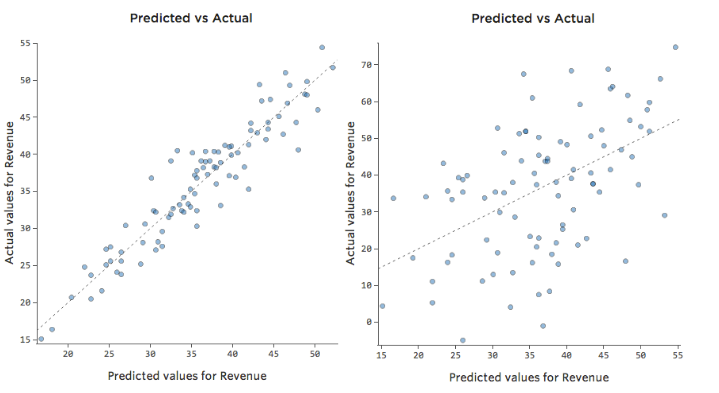 Predicted vs Actual
55
50
45
40
35
30
25
20
15
20 25 30 35 40 45 50
Actual values for Revenue
Predicted values for Revenue
Predicted vs Actual
70
60
50
40
30
20
10
0
15 20 25 30 35 40 45 50 55
Actual values for Revenue
Predicted values for Revenue